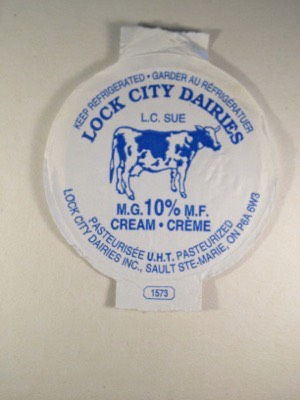 KEEP REFRIGERATED • GARDER AU RÉFRIGÉRATUER
LOCK CITY DAIRIES
L.C. SUE
M.G. 10% M.F.
CREAM • CRÈME
PASTEURISÉE U.H.T. PASTEURIZED
LOCK CITY DAIRIES INC., SAULT STE-MARIE, ON P6A 6W3
1573